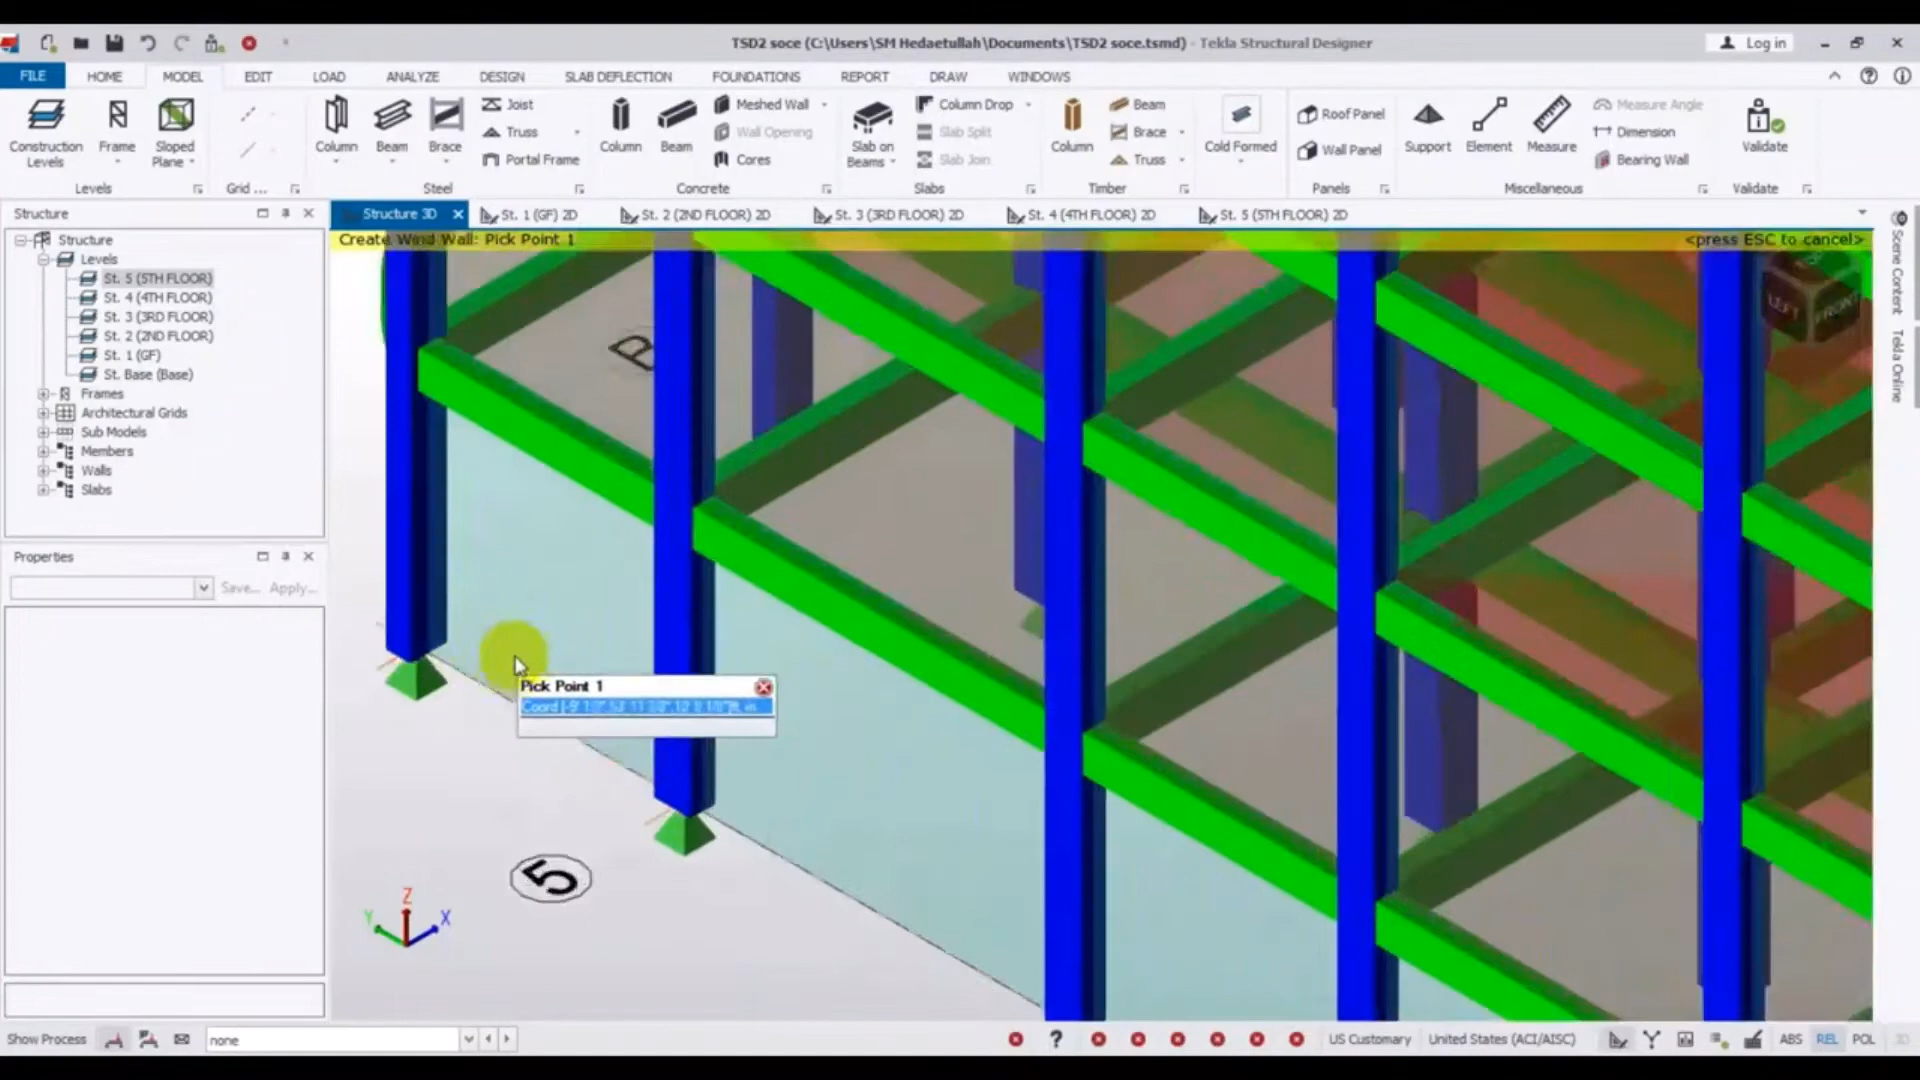 TSD2 soce (C:\Users\SM Hedaetullah\Documents\TSD2 soce.tsmd) - Tekla Structural Designer
Log in
FILE HOME MODEL EDIT LOAD ANALYZE DESIGN SLAB DEFLECTION FOUNDATIONS REPORT DRAW WINDOWS
Construction Levels
Frame
Sloped Plane
Levels
Grid ...
Column
Beam
Brace
Joist
Truss
Portal Frame
Steel
Column
Beam
Meshed Wall
Wall Opening
Cores
Concrete
Slab on Beams
Column Drop
Slab Split
Slab Join
Slabs
Column
Beam
Brace
Truss
Timber
Cold Formed
Roof Panel
Wall Panel
Panels
Support
Element
Measure
Measure Angle
Dimension
Bearing Wall
Miscellaneous
Validate
Validate
Structure
Structure
Levels
St. 5 (5TH FLOOR)
St. 4 (4TH FLOOR)
St. 3 (3RD FLOOR)
St. 2 (2ND FLOOR)
St. 1 (GF)
St. Base (Base)
Frames
Architectural Grids
Sub Models
Members
Walls
Slabs
Properties
Save... Apply...
Structure 3D
St. 1 (GF) 2D
St. 2 (2ND FLOOR) 2D
St. 3 (3RD FLOOR) 2D
St. 4 (4TH FLOOR) 2D
St. 5 (5TH FLOOR) 2D
Create Wind Wall: Pick Point 1
<press ESC to cancel>
LEFT
FRONT
Scene Content
Tekla Online
Pick Point 1
5
Z
Y
X
Show Process
none
US Customary
United States (ACI/AISC)
ABS REL POL